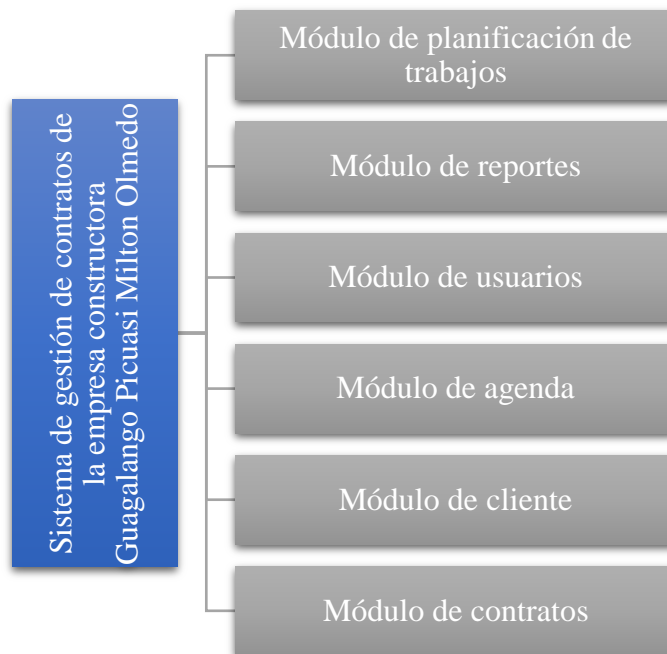 Sistema de gestión de contratos de
la empresa constructora
Guagalango Picuasi Milton Olmedo
Módulo de planificación de
trabajos
Módulo de reportes
Módulo de usuarios
Módulo de agenda
Módulo de cliente
Módulo de contratos